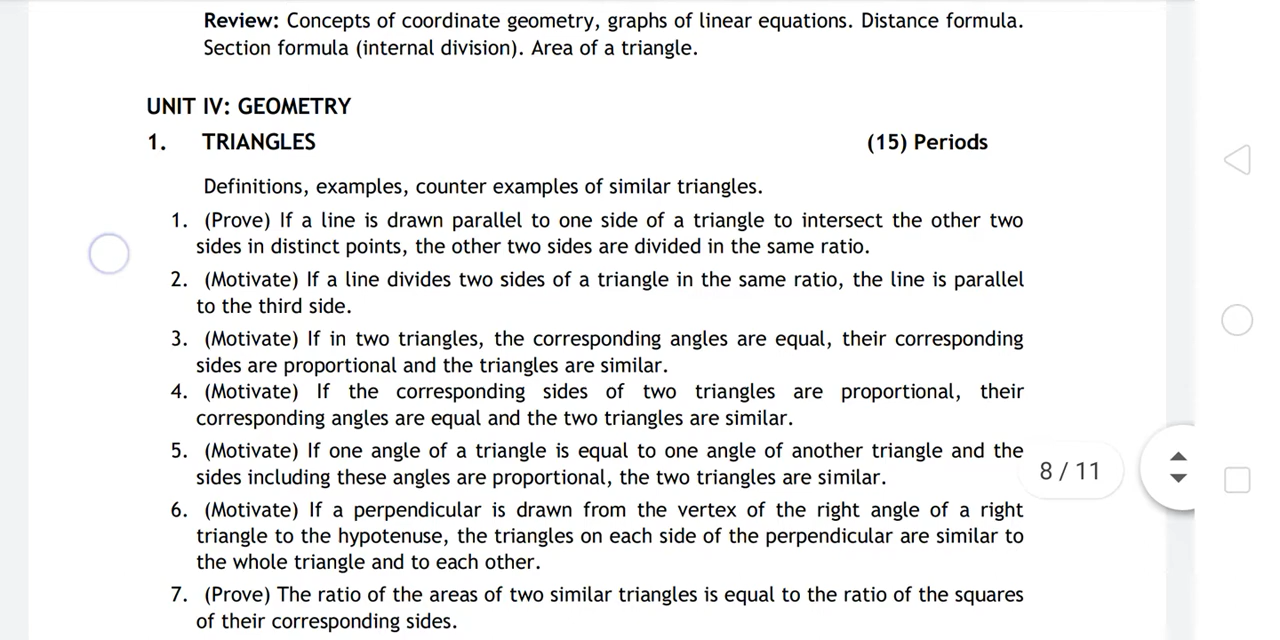 Review: Concepts of coordinate geometry, graphs of linear equations. Distance formula.
Section formula (internal division). Area of a triangle.
UNIT IV: GEOMETRY
1. TRIANGLES (15) Periods
Definitions, examples, counter examples of similar triangles.
1. (Prove) If a line is drawn parallel to one side of a triangle to intersect the other two
sides in distinct points, the other two sides are divided in the same ratio.
2. (Motivate) If a line divides two sides of a triangle in the same ratio, the line is parallel
to the third side.
3. (Motivate) If in two triangles, the corresponding angles are equal, their corresponding
sides are proportional and the triangles are similar.
4. (Motivate) If the corresponding sides of two triangles are proportional, their
corresponding angles are equal and the two triangles are similar.
5. (Motivate) If one angle of a triangle is equal to one angle of another triangle and the
sides including these angles are proportional, the two triangles are similar.
8 / 11
6. (Motivate) If a perpendicular is drawn from the vertex of the right angle of a right
triangle to the hypotenuse, the triangles on each side of the perpendicular are similar to
the whole triangle and to each other.
7. (Prove) The ratio of the areas of two similar triangles is equal to the ratio of the squares
of their corresponding sides.